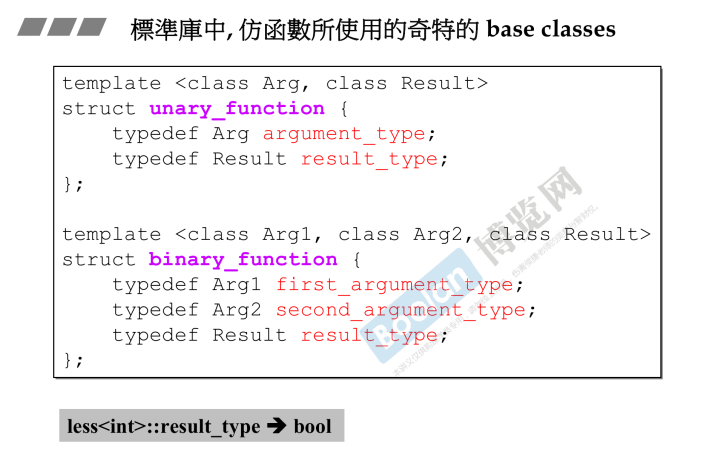 標準庫中, 仿函數所使用的奇特的 base classes
template <class Arg, class Result>
struct unary_function {
    typedef Arg argument_type;
    typedef Result result_type;
};
template <class Arg1, class Arg2, class Result>
struct binary_function {
    typedef Arg1 first_argument_type;
    typedef Arg2 second_argument_type;
    typedef Result result_type;
};
Boolan 博览网
less<int>::result_type ➔ bool